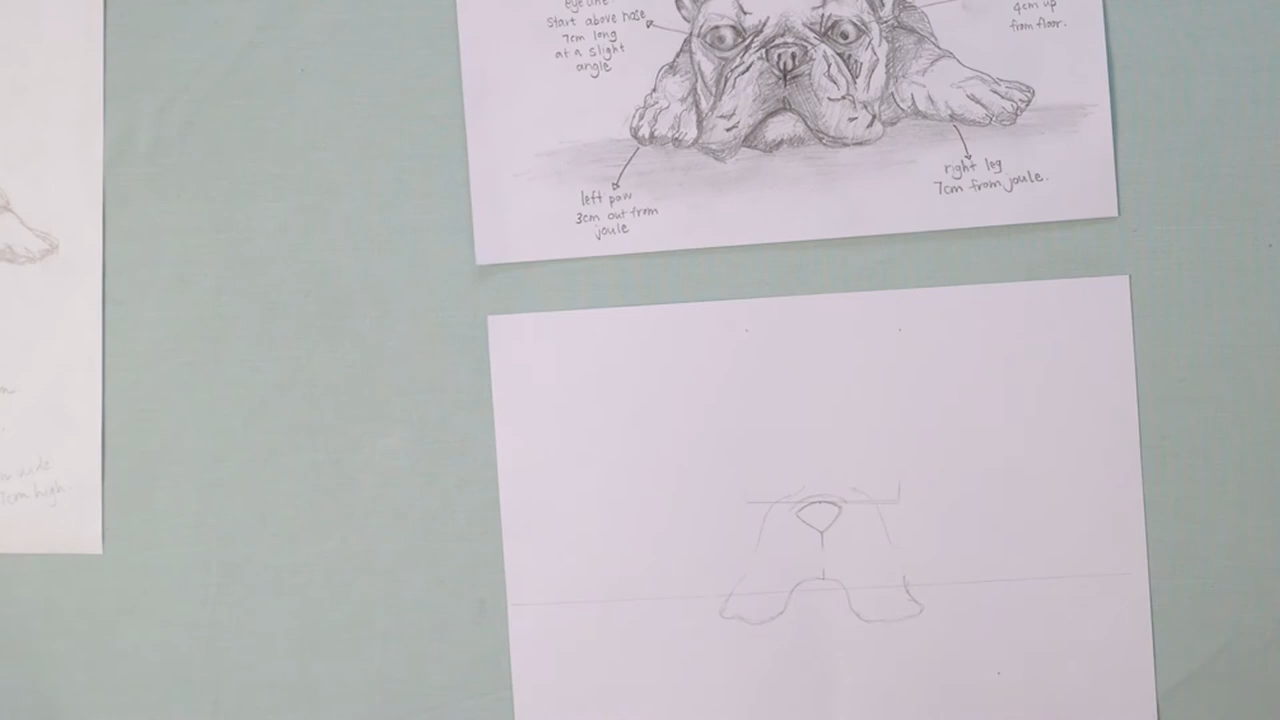 eye line:
start above nose
7cm long
at a slight
angle
4cm up
from floor.
left paw
3cm out from
joule
right leg
7cm from joule.
m wide
7cm high.